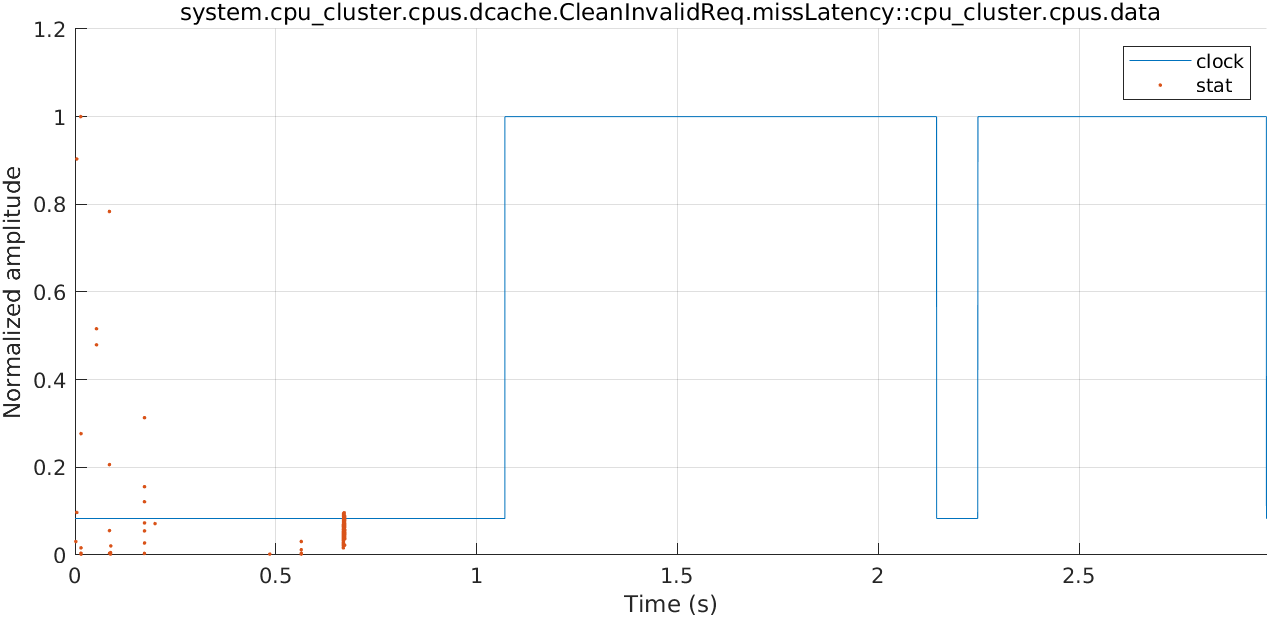 system.cpu_cluster.cpus.dcache.CleanInvalidReq.missLatency::cpu_cluster.cpus.data
1.2
1
0.8
0.6
0.4
0.2
0
Normalized amplitude
clock
stat
0 0.5 1 1.5 2 2.5
Time (s)